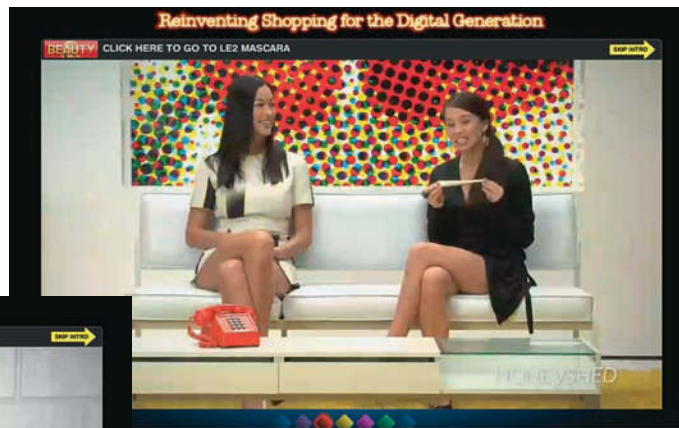 Reinventing Shopping for the Digital Generation
BEAUTY
CLICK HERE TO GO TO LE2 MASCARA
SKIP INTRO
HONEYSHED
SKIP INTRO